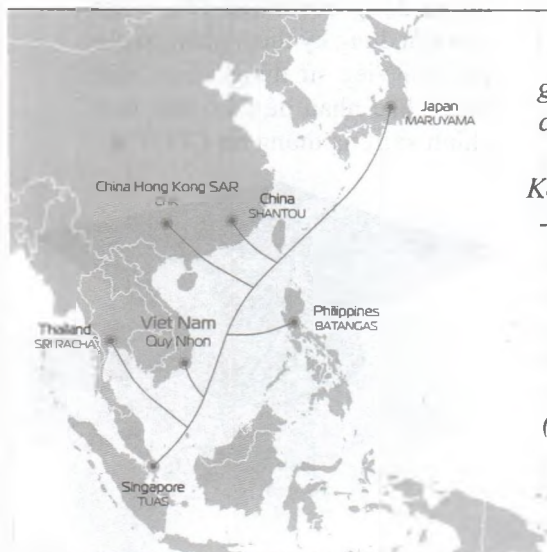 Japan
MARUYAMA
China Hong Kong SAR
CHK
China
SHANTOU
Philippines
BATANGAS
Viet Nam
Quy Nhon
Thailand
SRI RACHA
Singapore
TUAS
g
K
(